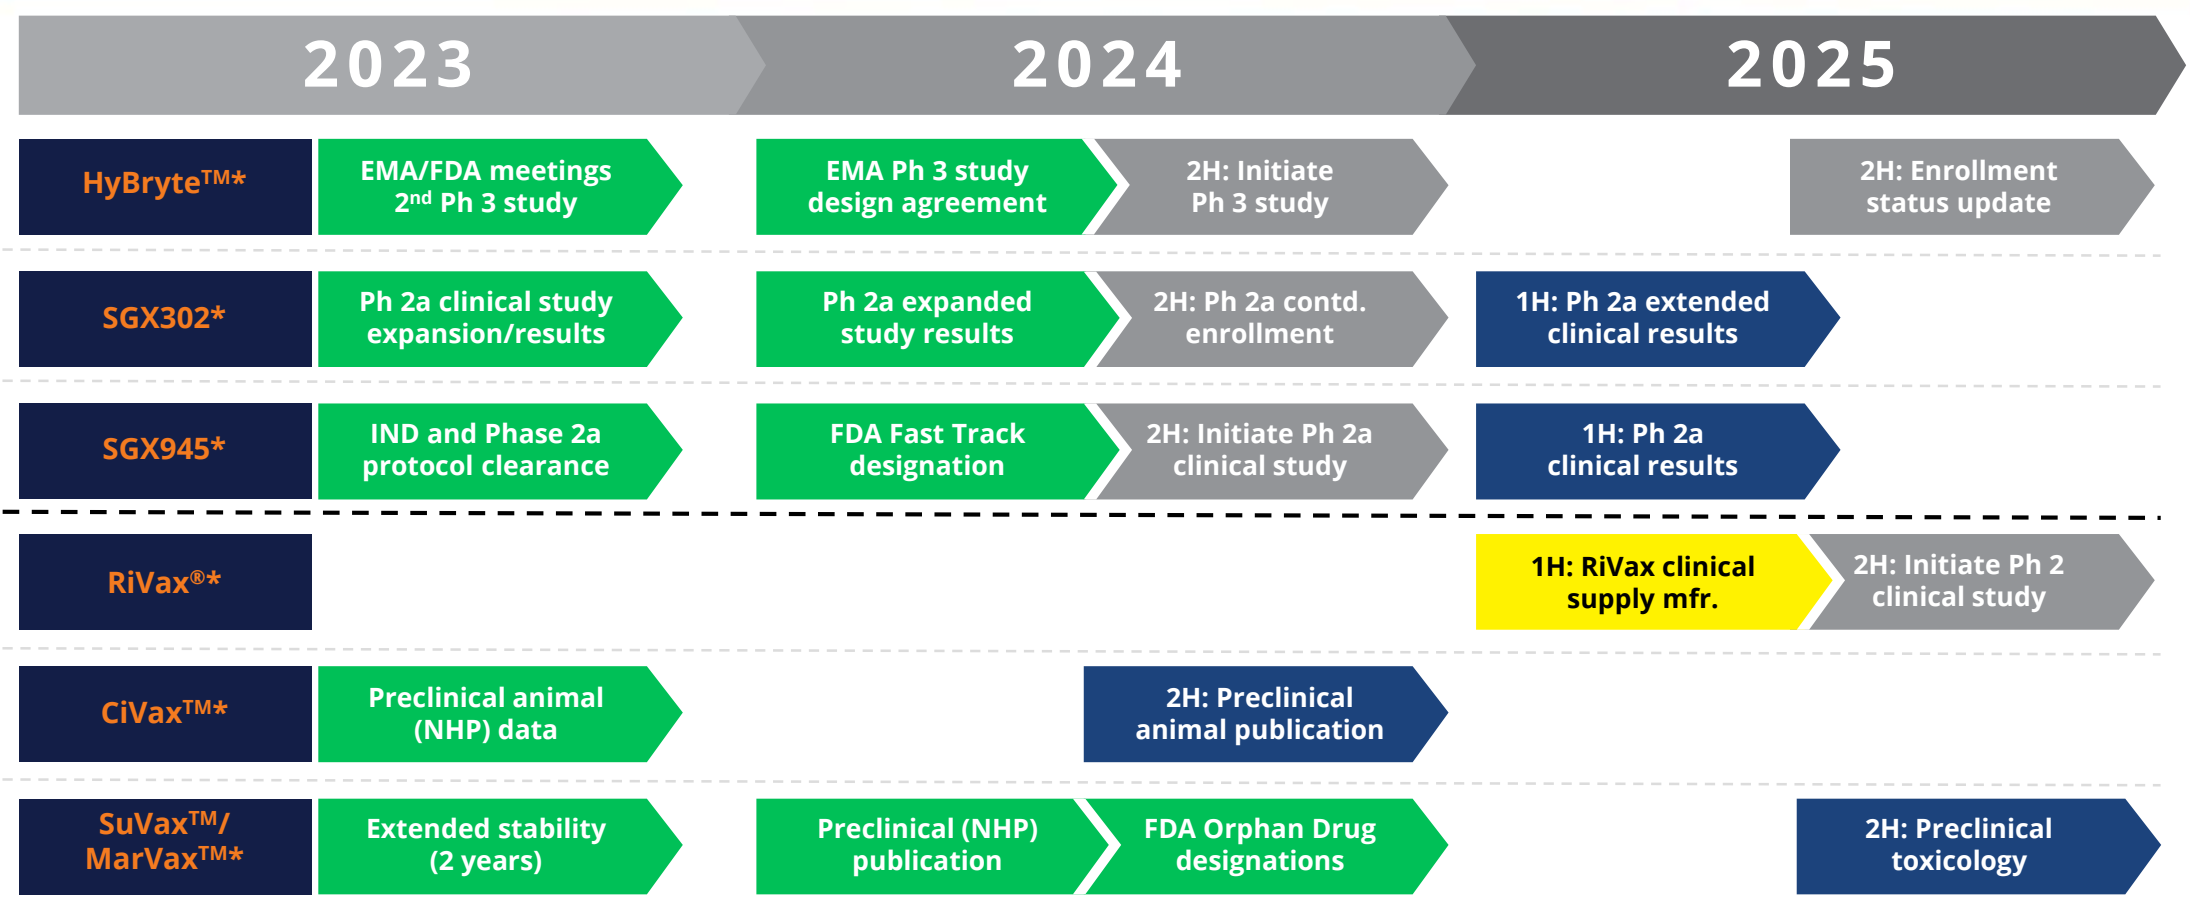 2023
2024
2025
HyBryte™*
EMA/FDA meetings
2nd Ph 3 study
EMA Ph 3 study
design agreement
2H: Initiate
Ph 3 study
2H: Enrollment
status update
SGX302*
Ph 2a clinical study
expansion/results
Ph 2a expanded
study results
2H: Ph 2a contd.
enrollment
1H: Ph 2a extended
clinical results
SGX945*
IND and Phase 2a
protocol clearance
FDA Fast Track
designation
2H: Initiate Ph 2a
clinical study
1H: Ph 2a
clinical results
RiVax®*
1H: RiVax clinical
supply mfr.
2H: Initiate Ph 2
clinical study
CiVax™*
Preclinical animal
(NHP) data
2H: Preclinical
animal publication
SuVax™/
MarVax™*
Extended stability
(2 years)
Preclinical (NHP)
publication
FDA Orphan Drug
designations
2H: Preclinical
toxicology